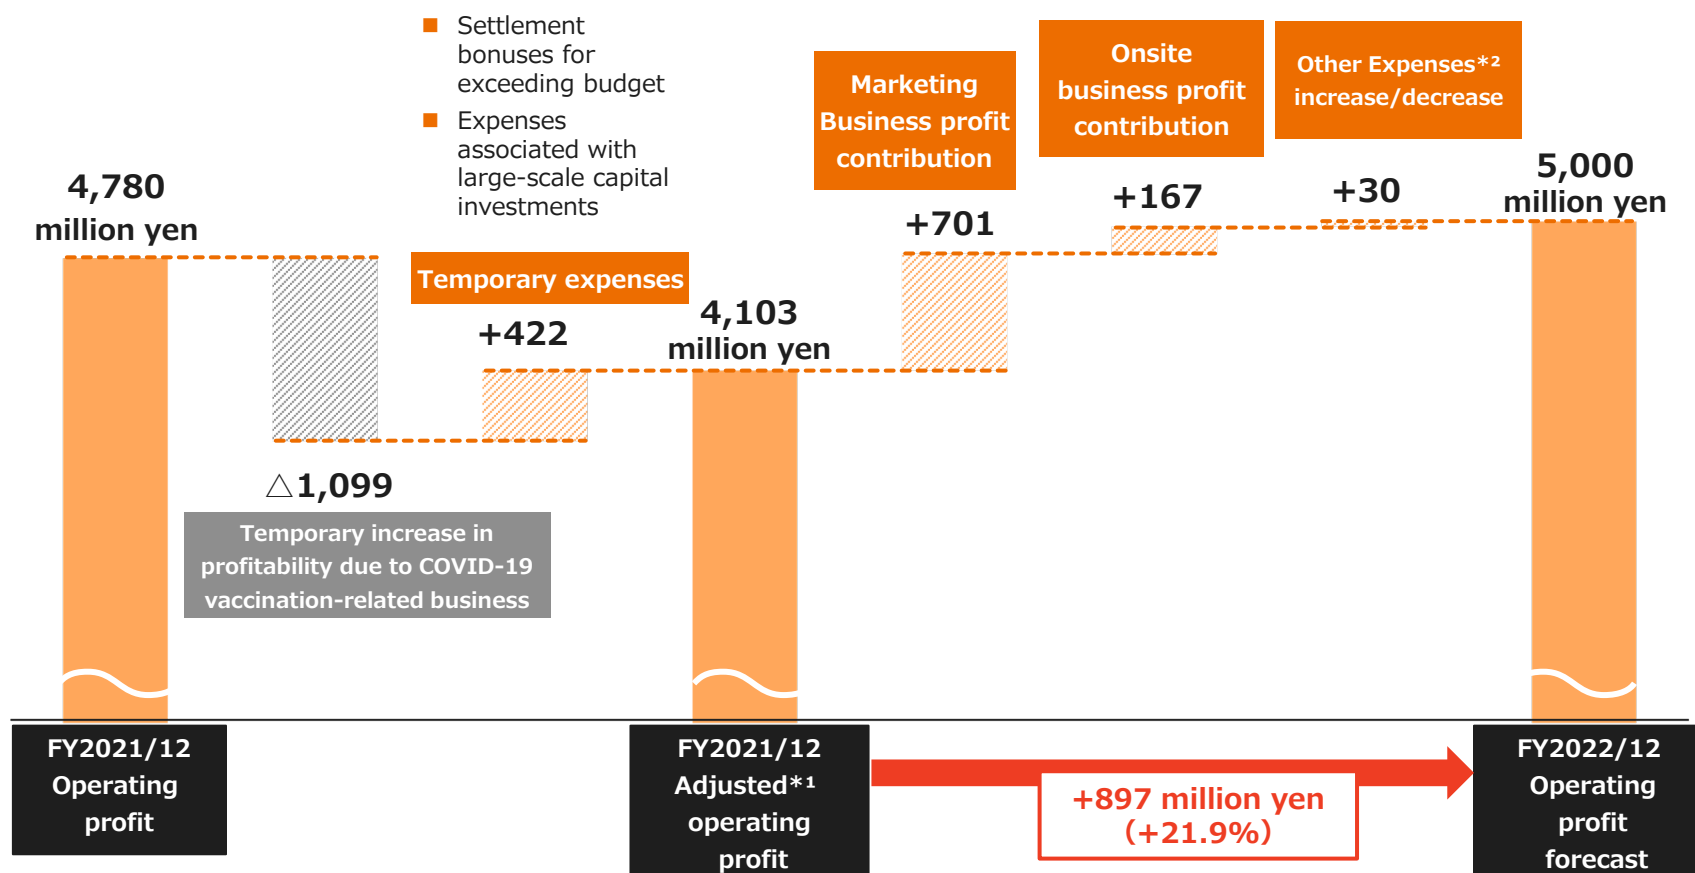 ■ Settlement
bonuses for
exceeding budget
■ Expenses
associated with
large-scale capital
investments
4,780
million yen
△1,099
Temporary increase in
profitability due to COVID-19
vaccination-related business
Temporary expenses
+422
4,103
million yen
Marketing
Business profit
contribution
+701
Onsite
business profit
contribution
+167
Other Expenses*²
increase/decrease
+30
5,000
million yen
FY2021/12
Operating
profit
FY2021/12
Adjusted*¹
operating
profit
+897 million yen
(+21.9%)
FY2022/12
Operating
profit
forecast